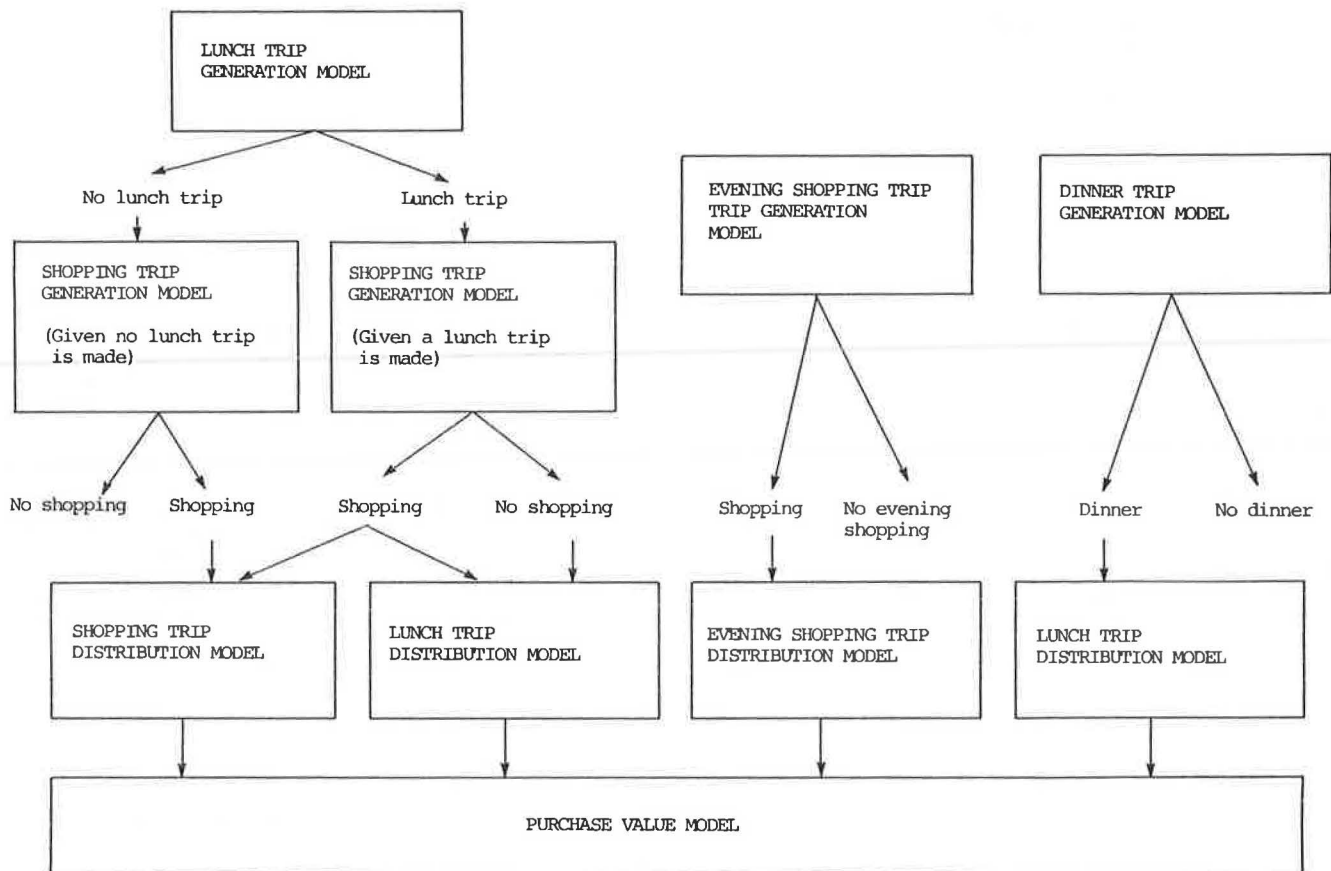 LUNCH TRIP
GENERATION MODEL
No lunch trip
Lunch trip
EVENING SHOPPING TRIP
TRIP GENERATION
MODEL
DINNER TRIP
GENERATION MODEL
SHOPPING TRIP
GENERATION MODEL
(Given no lunch trip
is made)
SHOPPING TRIP
GENERATION MODEL
(Given a lunch trip
is made)
No shopping
Shopping
Shopping
No shopping
Shopping
No evening
shopping
Dinner
No dinner
SHOPPING TRIP
DISTRIBUTION MODEL
LUNCH TRIP
DISTRIBUTION MODEL
EVENING SHOPPING TRIP
DISTRIBUTION MODEL
LUNCH TRIP
DISTRIBUTION MODEL
PURCHASE VALUE MODEL